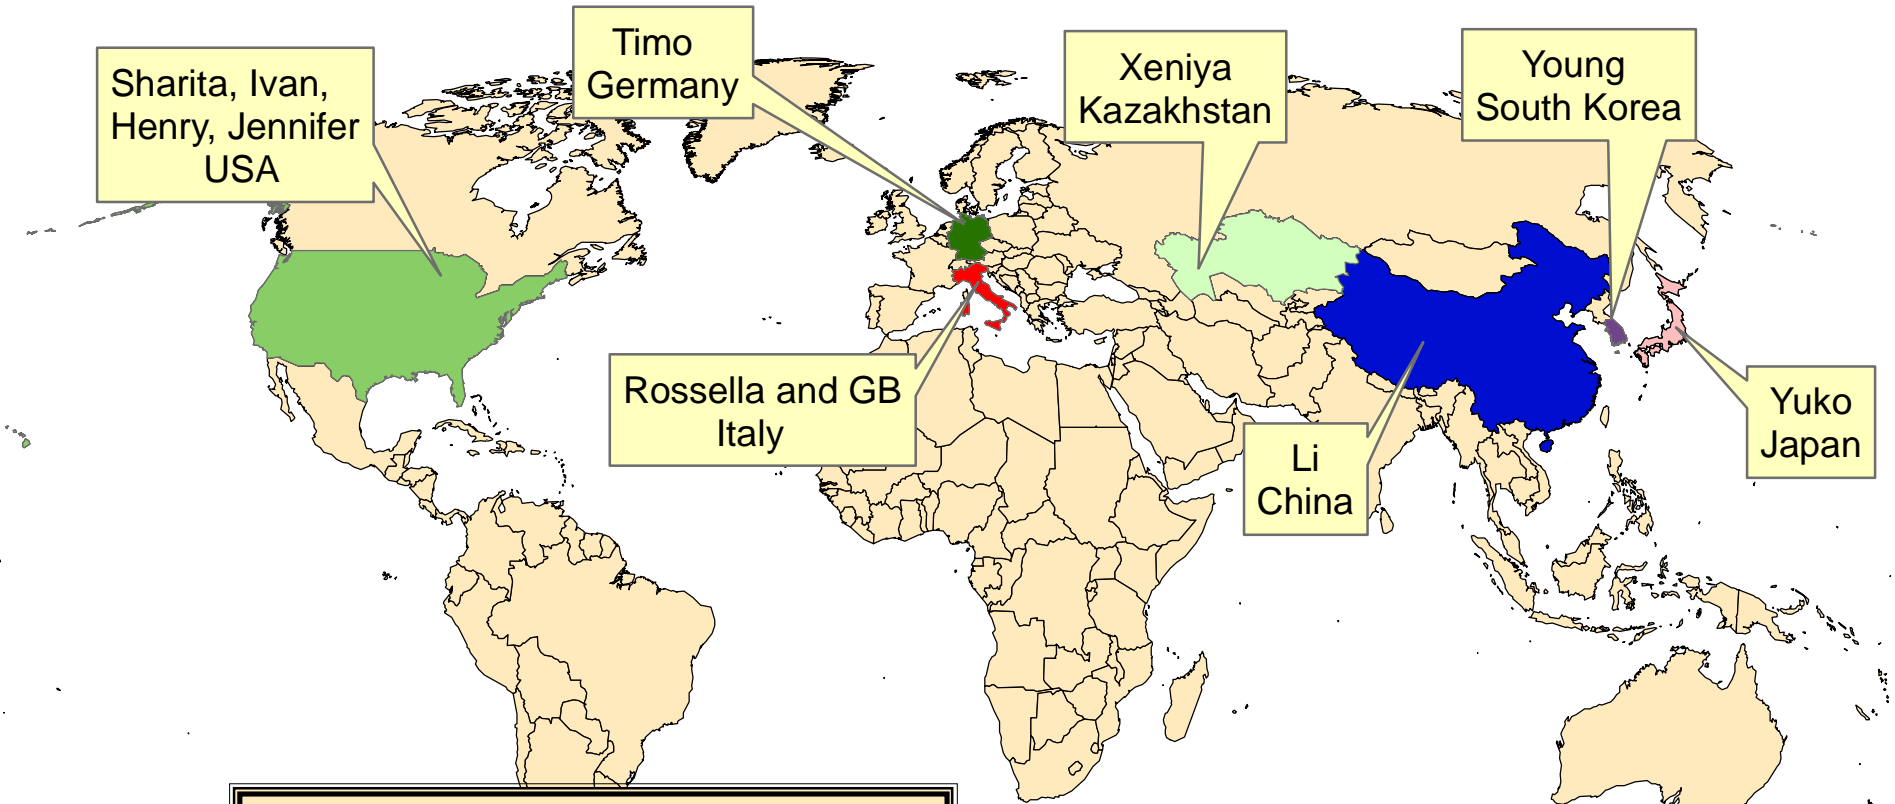 Timo
Germany
Sharita, Ivan,
Henry, Jennifer
USA
Xeniya
Kazakhstan
Young
South Korea
Rossella and GB
Italy
Li
China
Yuko
Japan